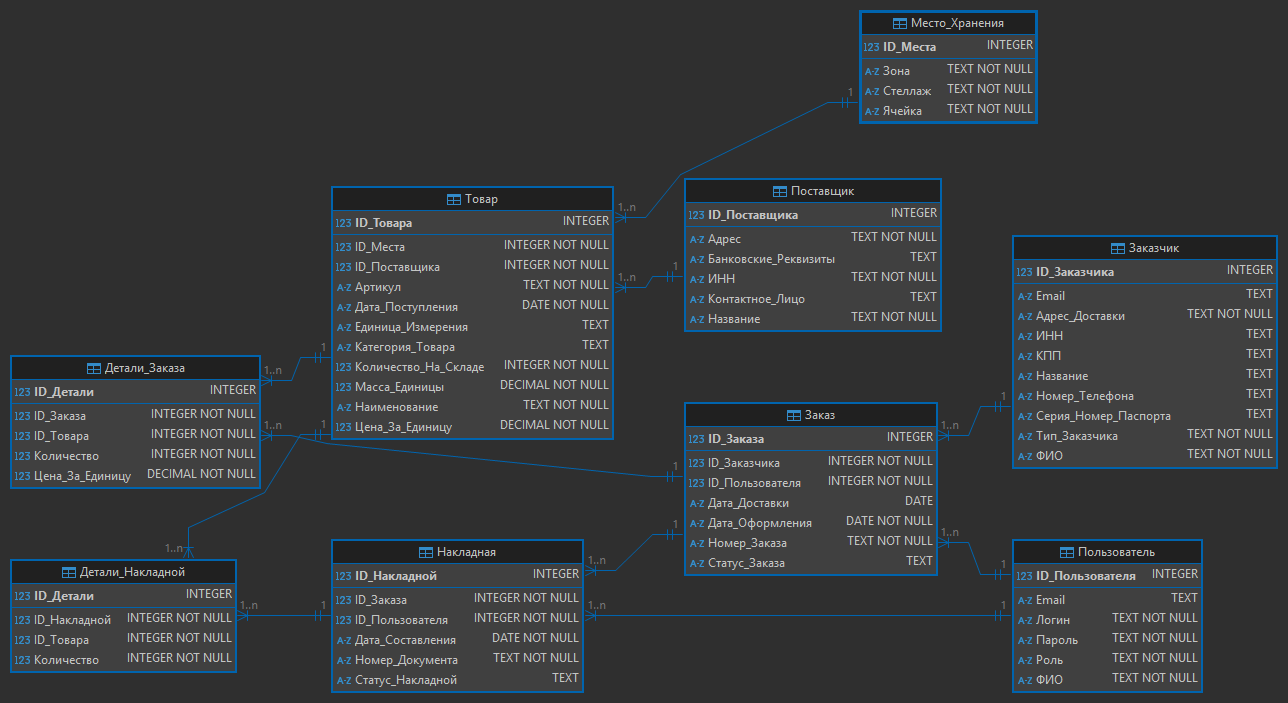 Место_Хранения
123 ID_Места INTEGER
A-Z Зона TEXT NOT NULL
A-Z Стеллаж TEXT NOT NULL
A-Z Ячейка TEXT NOT NULL
1
1..n
Товар
123 ID_Товара INTEGER
123 ID_Места INTEGER NOT NULL
123 ID_Поставщика INTEGER NOT NULL
A-Z Артикул TEXT NOT NULL
A-Z Дата_Поступления DATE NOT NULL
A-Z Единица_Измерения TEXT
A-Z Категория_Товара TEXT
123 Количество_На_Складе INTEGER NOT NULL
123 Масса_Единицы DECIMAL NOT NULL
A-Z Наименование TEXT NOT NULL
123 Цена_За_Единицу DECIMAL NOT NULL
1..n
1
Поставщик
123 ID_Поставщика INTEGER
A-Z Адрес TEXT NOT NULL
A-Z Банковские_Реквизиты TEXT
A-Z ИНН TEXT NOT NULL
A-Z Контактное_Лицо TEXT
A-Z Название TEXT NOT NULL
Заказчик
123 ID_Заказчика INTEGER
A-Z Email TEXT
A-Z Адрес_Доставки TEXT NOT NULL
A-Z ИНН TEXT
A-Z КПП TEXT
A-Z Название TEXT
A-Z Номер_Телефона TEXT
A-Z Серия_Номер_Паспорта TEXT
A-Z Тип_Заказчика TEXT NOT NULL
A-Z ФИО TEXT NOT NULL
Детали_Заказа
123 ID_Детали INTEGER
123 ID_Заказа INTEGER NOT NULL
123 ID_Товара INTEGER NOT NULL
123 Количество INTEGER NOT NULL
123 Цена_За_Единицу DECIMAL NOT NULL
1..n
1
1..n
1
1
Заказ
123 ID_Заказа INTEGER
123 ID_Заказчика INTEGER NOT NULL
123 ID_Пользователя INTEGER NOT NULL
A-Z Дата_Доставки DATE
A-Z Дата_Оформления DATE NOT NULL
A-Z Номер_Заказа TEXT NOT NULL
A-Z Статус_Заказа TEXT
1..n
1
1..n
1
1..n
Детали_Накладной
123 ID_Детали INTEGER
123 ID_Накладной INTEGER NOT NULL
123 ID_Товара INTEGER NOT NULL
123 Количество INTEGER NOT NULL
1..n
1
Накладная
123 ID_Накладной INTEGER
123 ID_Заказа INTEGER NOT NULL
123 ID_Пользователя INTEGER NOT NULL
A-Z Дата_Составления DATE NOT NULL
A-Z Номер_Документа TEXT NOT NULL
A-Z Статус_Накладной TEXT
1..n
1
1..n
1
Пользователь
123 ID_Пользователя INTEGER
A-Z Email TEXT
A-Z Логин TEXT NOT NULL
A-Z Пароль TEXT NOT NULL
A-Z Роль TEXT NOT NULL
A-Z ФИО TEXT NOT NULL